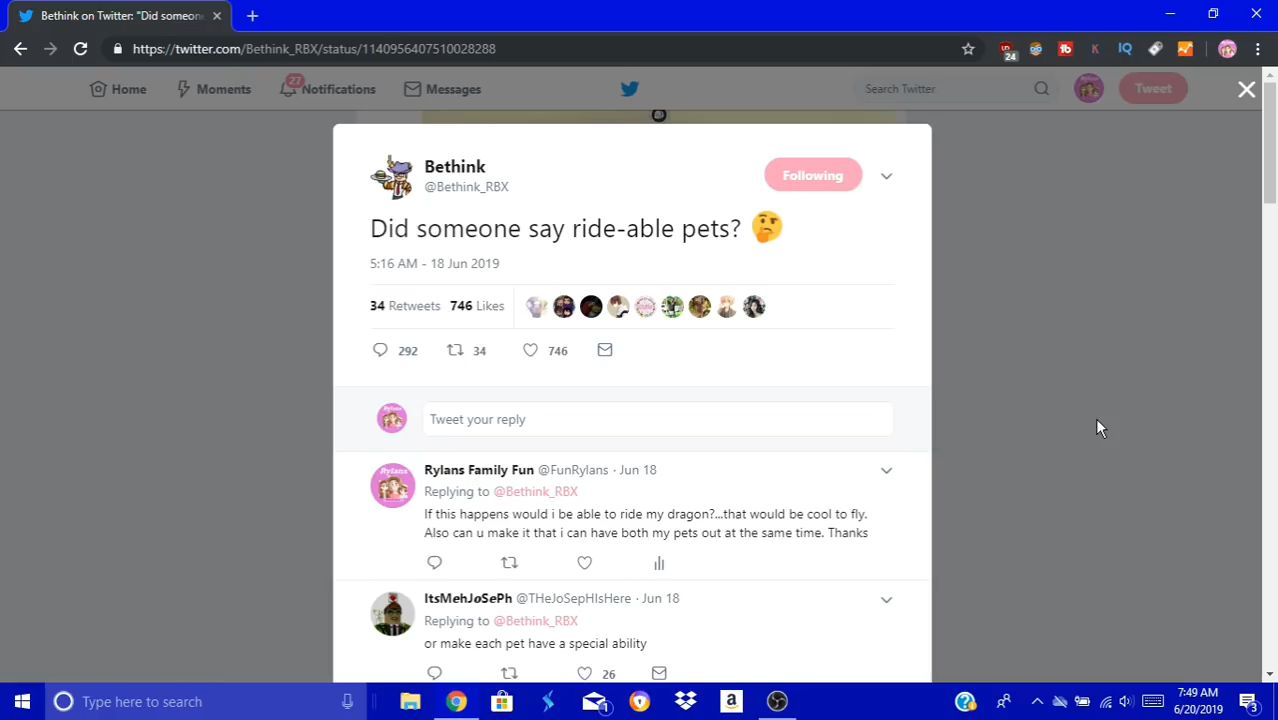 Bethink on Twitter: "Did someon
https://twitter.com/Bethink_RBX/status/1140956407510028288
24
IQ
Home
Moments
27
Notifications
Messages
Search Twitter
Tweet
Bethink
@Bethink_RBX
Following
Did someone say ride-able pets?
5:16 AM - 18 Jun 2019
34 Retweets 746 Likes
292 34 746
Tweet your reply
Rylans Family Fun @FunRylans · Jun 18
Replying to @Bethink_RBX
If this happens would i be able to ride my dragon?...that would be cool to fly.
Also can u make it that i can have both my pets out at the same time. Thanks
ItsMehJoSePh @THeJoSepHIsHere · Jun 18
Replying to @Bethink_RBX
or make each pet have a special ability
26
Type here to search
1
7:49 AM
6/20/2019
3